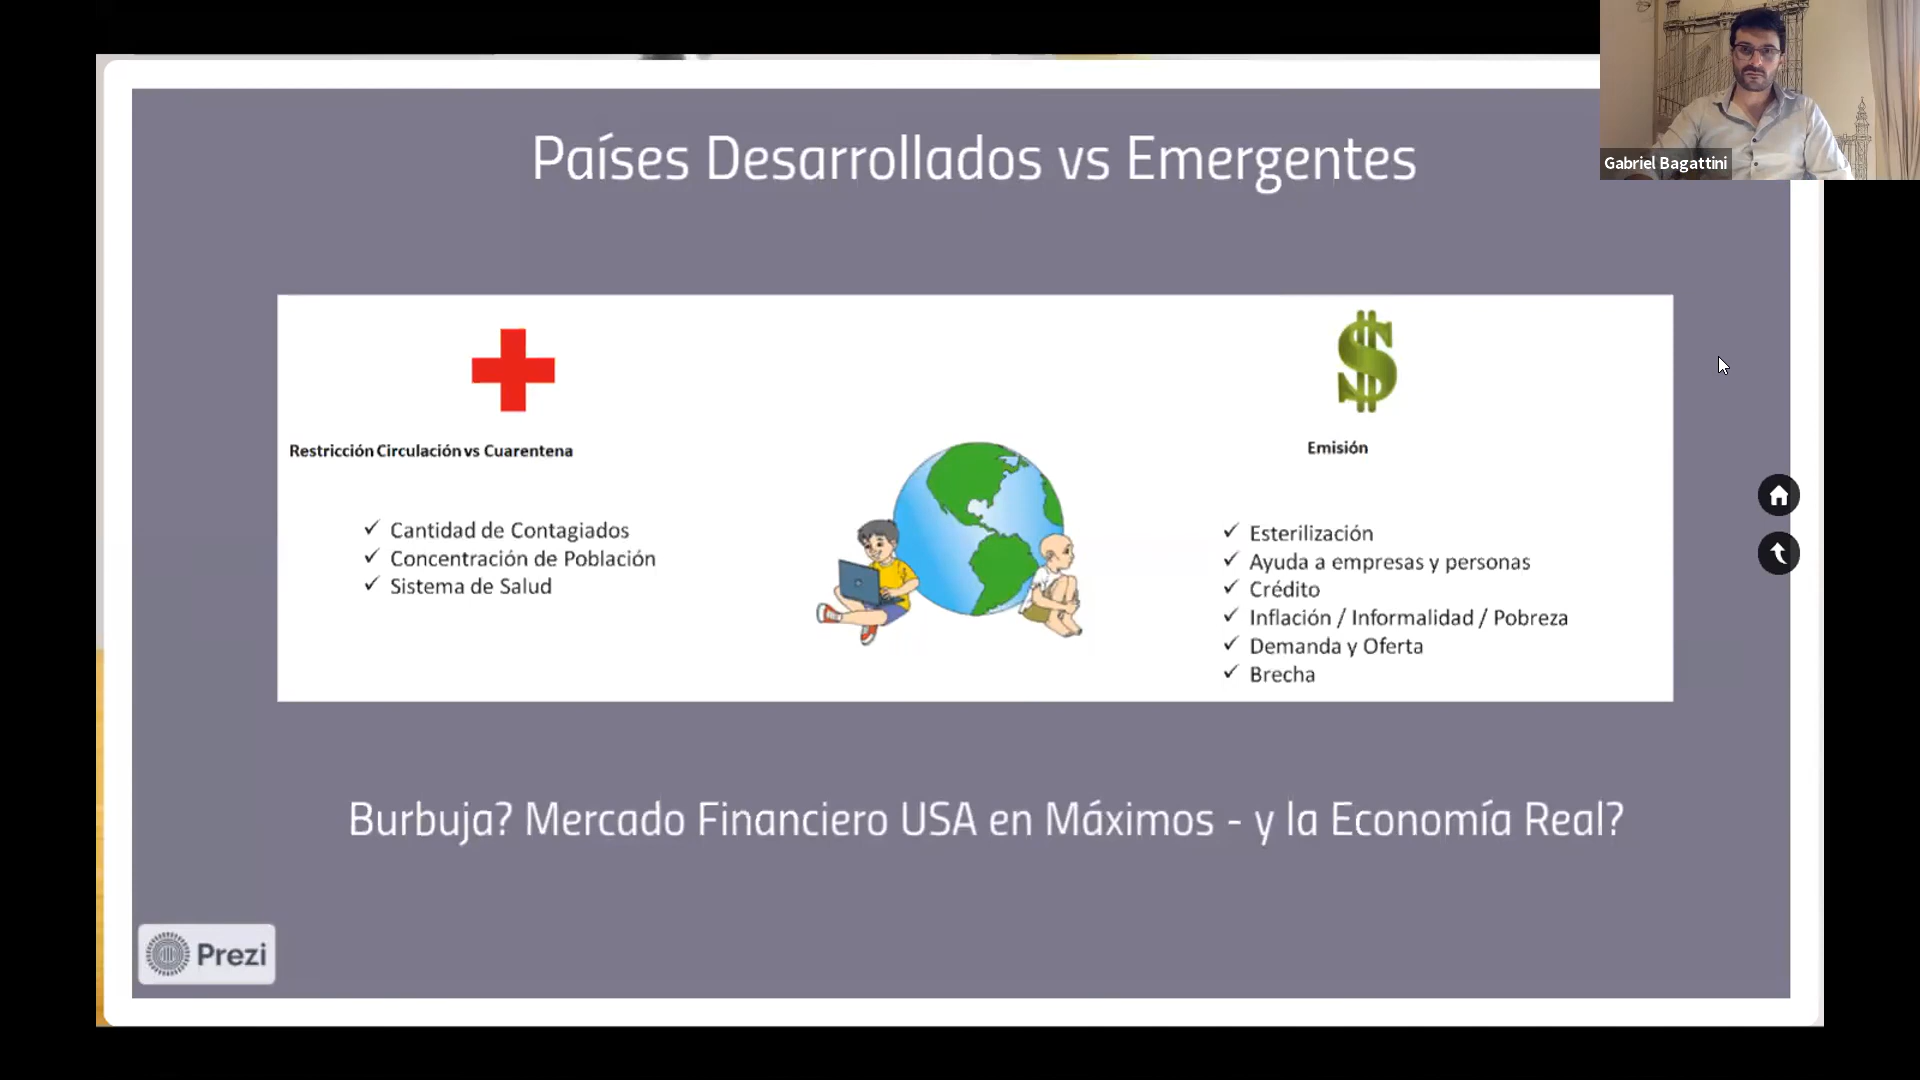 Países Desarrollados vs Emergentes
Gabriel Bagattini
Restricción Circulación vs Cuarentena
✓ Cantidad de Contagiados
✓ Concentración de Población
✓ Sistema de Salud
$
Emisión
✓ Esterilización
✓ Ayuda a empresas y personas
✓ Crédito
✓ Inflación / Informalidad / Pobreza
✓ Demanda y Oferta
✓ Brecha
Burbuja? Mercado Financiero USA en Máximos - y la Economía Real?
Prezi